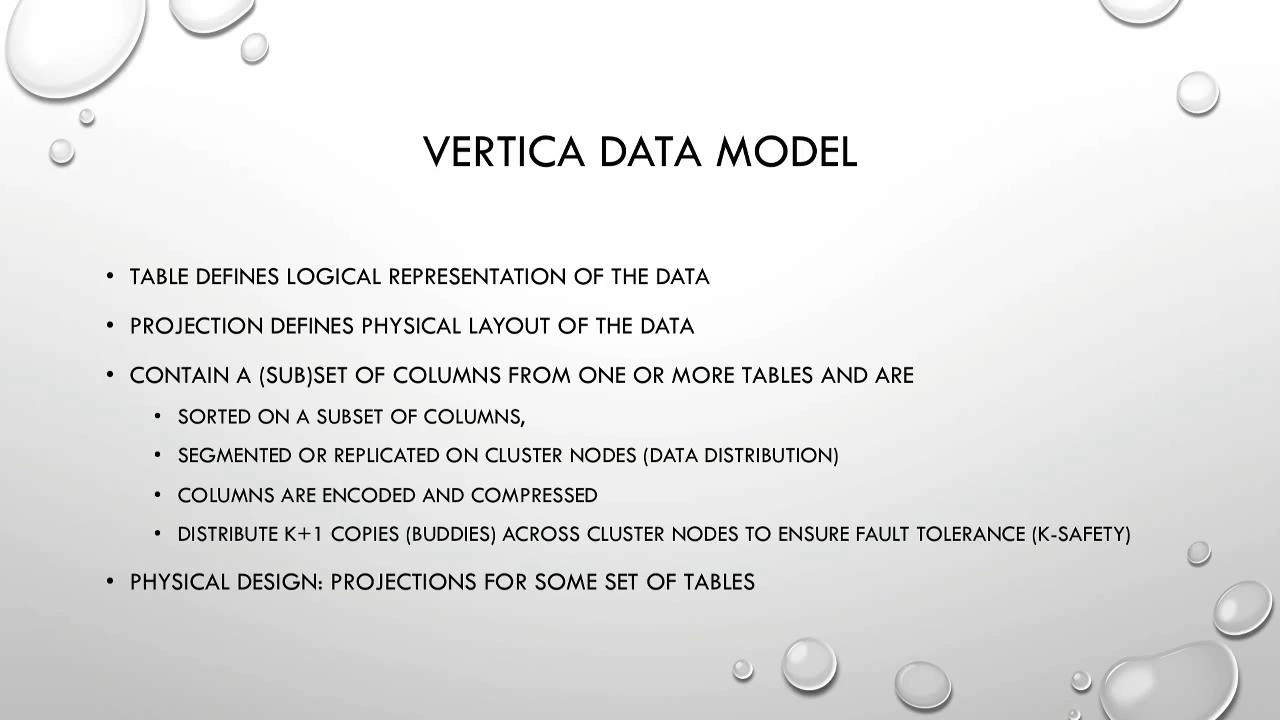 VERTICA DATA MODEL
• TABLE DEFINES LOGICAL REPRESENTATION OF THE DATA
• PROJECTION DEFINES PHYSICAL LAYOUT OF THE DATA
• CONTAIN A (SUB)SET OF COLUMNS FROM ONE OR MORE TABLES AND ARE
• SORTED ON A SUBSET OF COLUMNS,
• SEGMENTED OR REPLICATED ON CLUSTER NODES (DATA DISTRIBUTION)
• COLUMNS ARE ENCODED AND COMPRESSED
• DISTRIBUTE K+1 COPIES (BUDDIES) ACROSS CLUSTER NODES TO ENSURE FAULT TOLERANCE (K-SAFETY)
• PHYSICAL DESIGN: PROJECTIONS FOR SOME SET OF TABLES